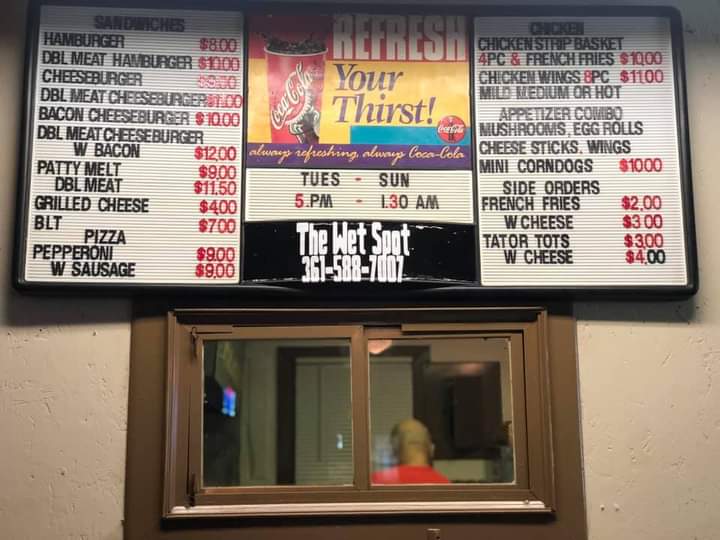 SANDWICHES
HAMBURGER $8.00
DBL MEAT HAMBURGER $10.00
CHEESEBURGER
DBL MEAT CHEESEBURGER
BACON CHEESEBURGER $10.00
DBL MEAT CHEESEBURGER
W BACON $12,00
PATTY MELT $9.00
DBL MEAT $11.50
GRILLED CHEESE $4,00
BLT $700
PIZZA
PEPPERONI $9.00
W SAUSAGE $9,00
REFRESH
Your
Thirst!
Coca-Cola
Coca-Cola
always refreshing, always Coca-Cola
TUES - SUN
5.PM - 1.30 AM
The Wet Spot
361-588-7007
CHICKEN
CHICKEN STRIP BASKET
4PC & FRENCH FRIES $10,00
CHICKEN WINGS 8PC $11,00
MILD MEDIUM OR HOT
APPETIZER COMBO
MUSHROOMS, EGG ROLLS
CHEESE STICKS, WINGS
MINI CORNDOGS $1000
SIDE ORDERS
FRENCH FRIES $2,00
W CHEESE $3 00
TATOR TOTS $3,00
W CHEESE $4,00